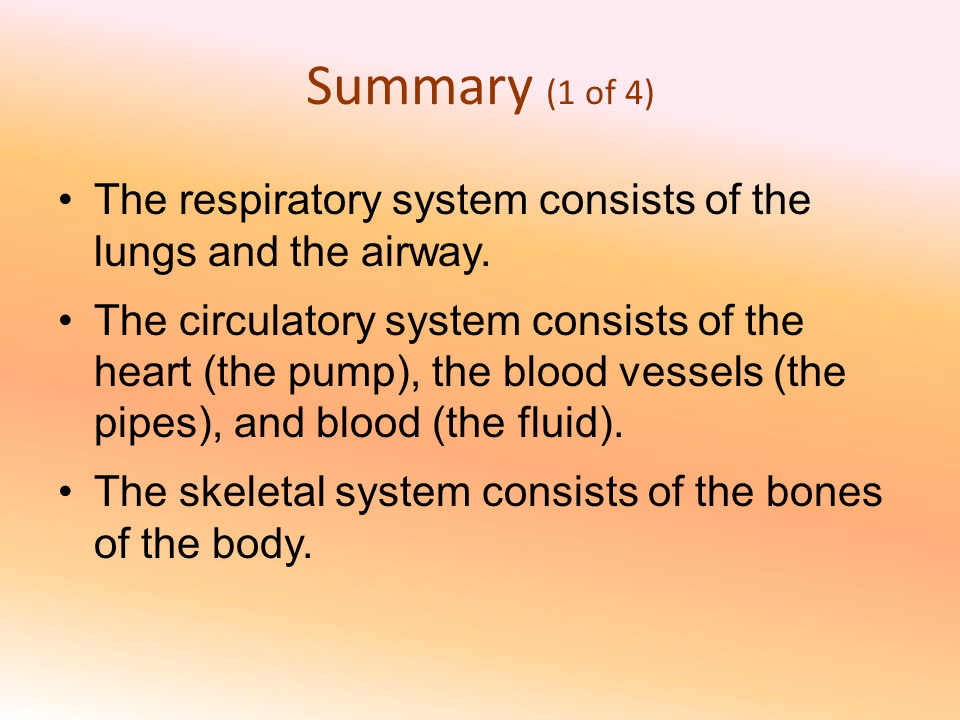 Summary (1 of 4)
• The respiratory system consists of the
lungs and the airway.
• The circulatory system consists of the
heart (the pump), the blood vessels (the
pipes), and blood (the fluid).
• The skeletal system consists of the bones
of the body.